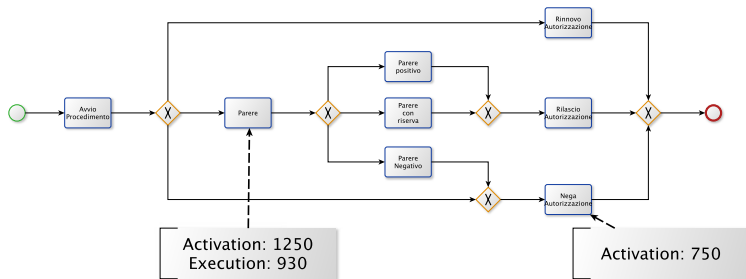 Rinnovo
Autorizzazione
Parere
positivo
Avvio
Procedimento
X
Parere
X
Parere
con
riserva
X
Rilascio
Autorizzazione
X
Parere
Negativo
X
Nega
Autorizzazione
Activation: 1250
Execution: 930
Activation: 750